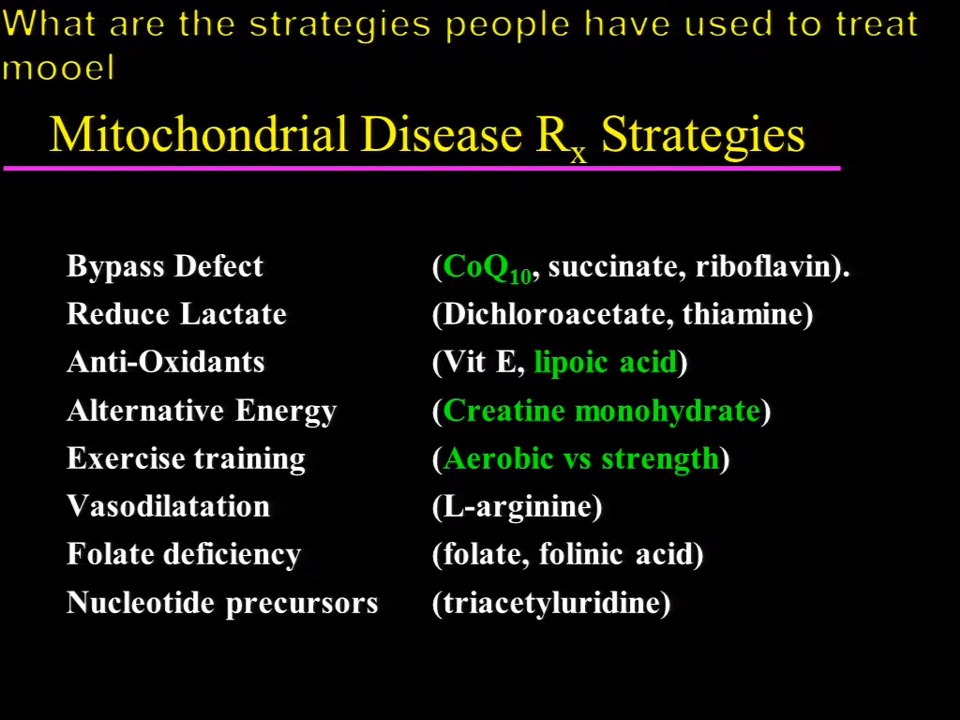 What are the strategies people have used to treat
mooel
Mitochondrial Disease Rx Strategies
Bypass Defect (CoQ10, succinate, riboflavin).
Reduce Lactate (Dichloroacetate, thiamine)
Anti-Oxidants (Vit E, lipoic acid)
Alternative Energy (Creatine monohydrate)
Exercise training (Aerobic vs strength)
Vasodilatation (L-arginine)
Folate deficiency (folate, folinic acid)
Nucleotide precursors (triacetyluridine)